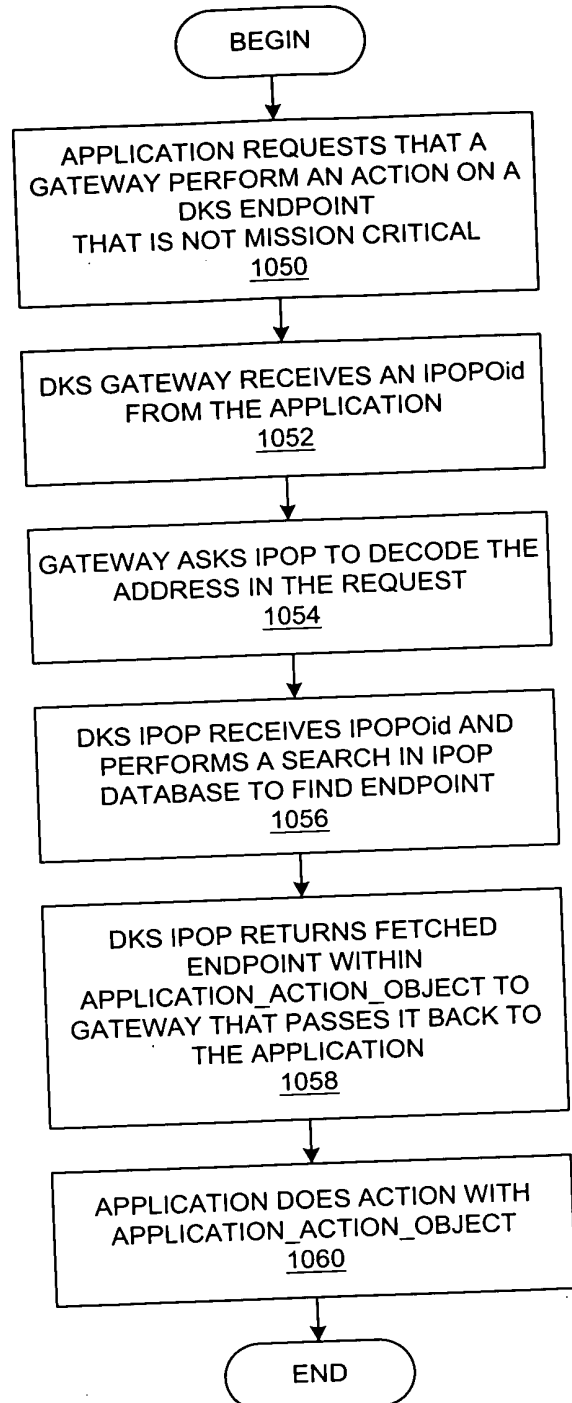 BEGIN
APPLICATION REQUESTS THAT A
GATEWAY PERFORM AN ACTION ON A
DKS ENDPOINT
THAT IS NOT MISSION CRITICAL
1050
DKS GATEWAY RECEIVES AN IPOPOid
FROM THE APPLICATION
1052
GATEWAY ASKS IPOP TO DECODE THE
ADDRESS IN THE REQUEST
1054
DKS IPOP RECEIVES IPOPOid AND
PERFORMS A SEARCH IN IPOP
DATABASE TO FIND ENDPOINT
1056
DKS IPOP RETURNS FETCHED
ENDPOINT WITHIN
APPLICATION_ACTION_OBJECT TO
GATEWAY THAT PASSES IT BACK TO
THE APPLICATION
1058
APPLICATION DOES ACTION WITH
APPLICATION_ACTION_OBJECT
1060
END